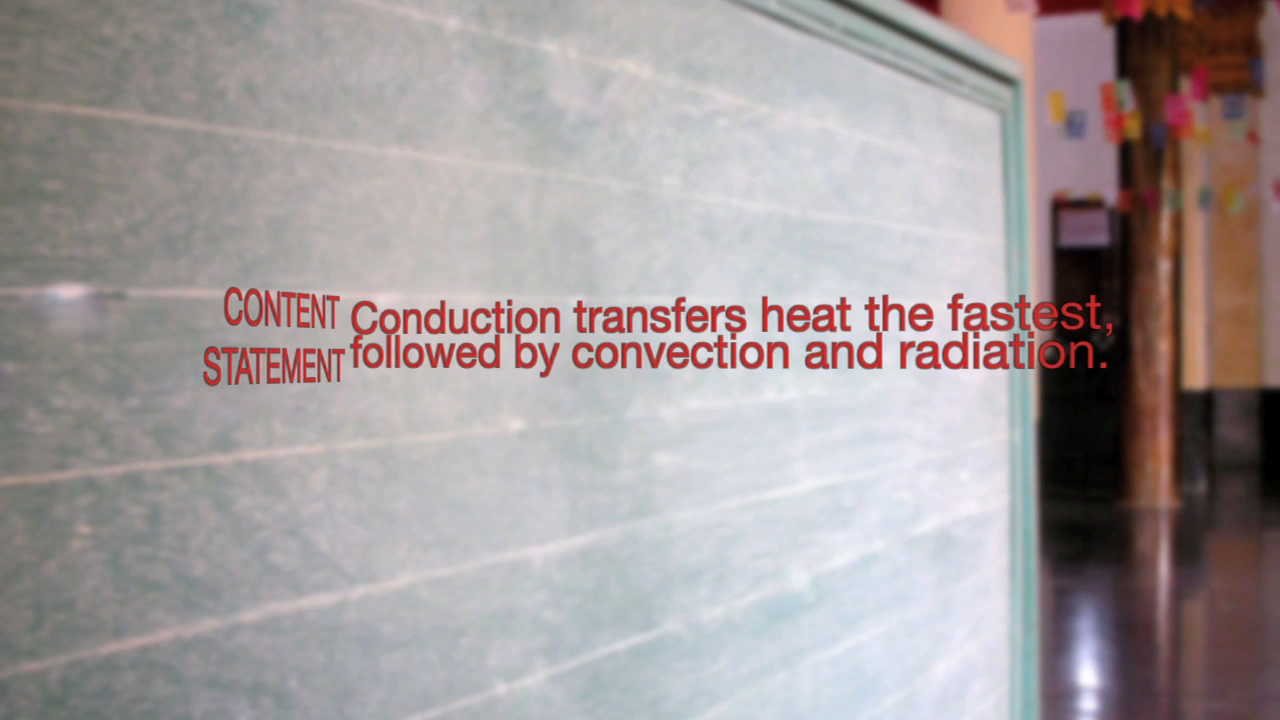 CONTENT
STATEMENT
Conduction transfers heat the fastest,
followed by convection and radiation.